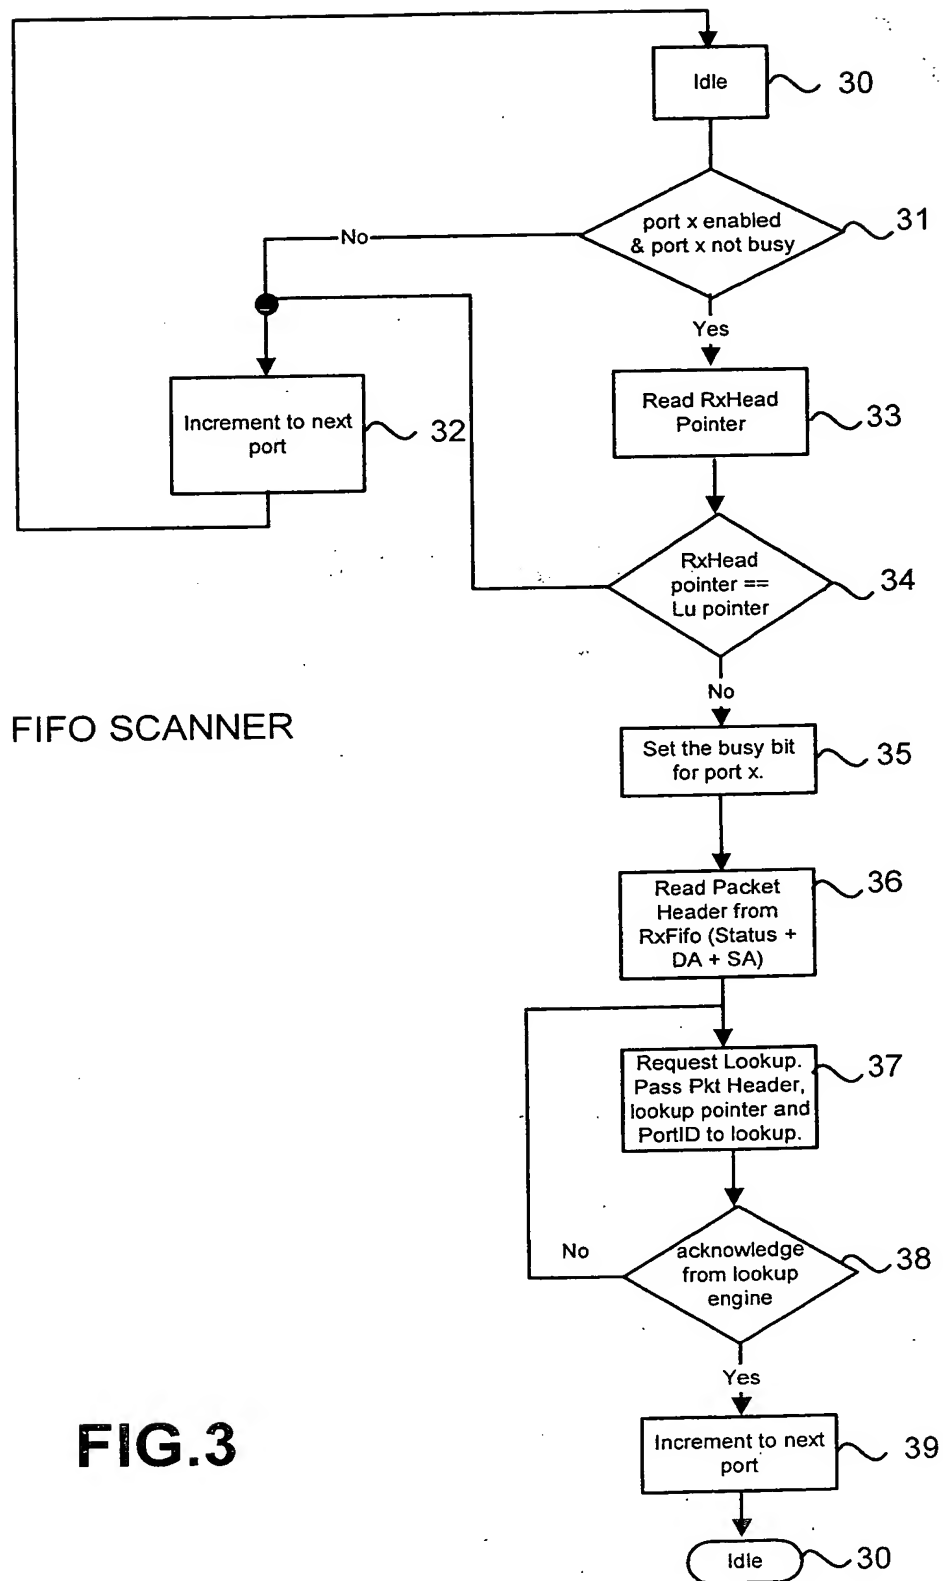 Idle
30
port x enabled
& port x not busy
31
No
Yes
Increment to next
port
32
Read RxHead
Pointer
33
RxHead
pointer ==
Lu pointer
34
No
FIFO SCANNER
Set the busy bit
for port x.
35
Read Packet
Header from
RxFifo (Status +
DA + SA)
36
Request Lookup.
Pass Pkt Header,
lookup pointer and
PortID to lookup.
37
No
acknowledge
from lookup
engine
38
Yes
FIG.3
Increment to next
port
39
Idle
30